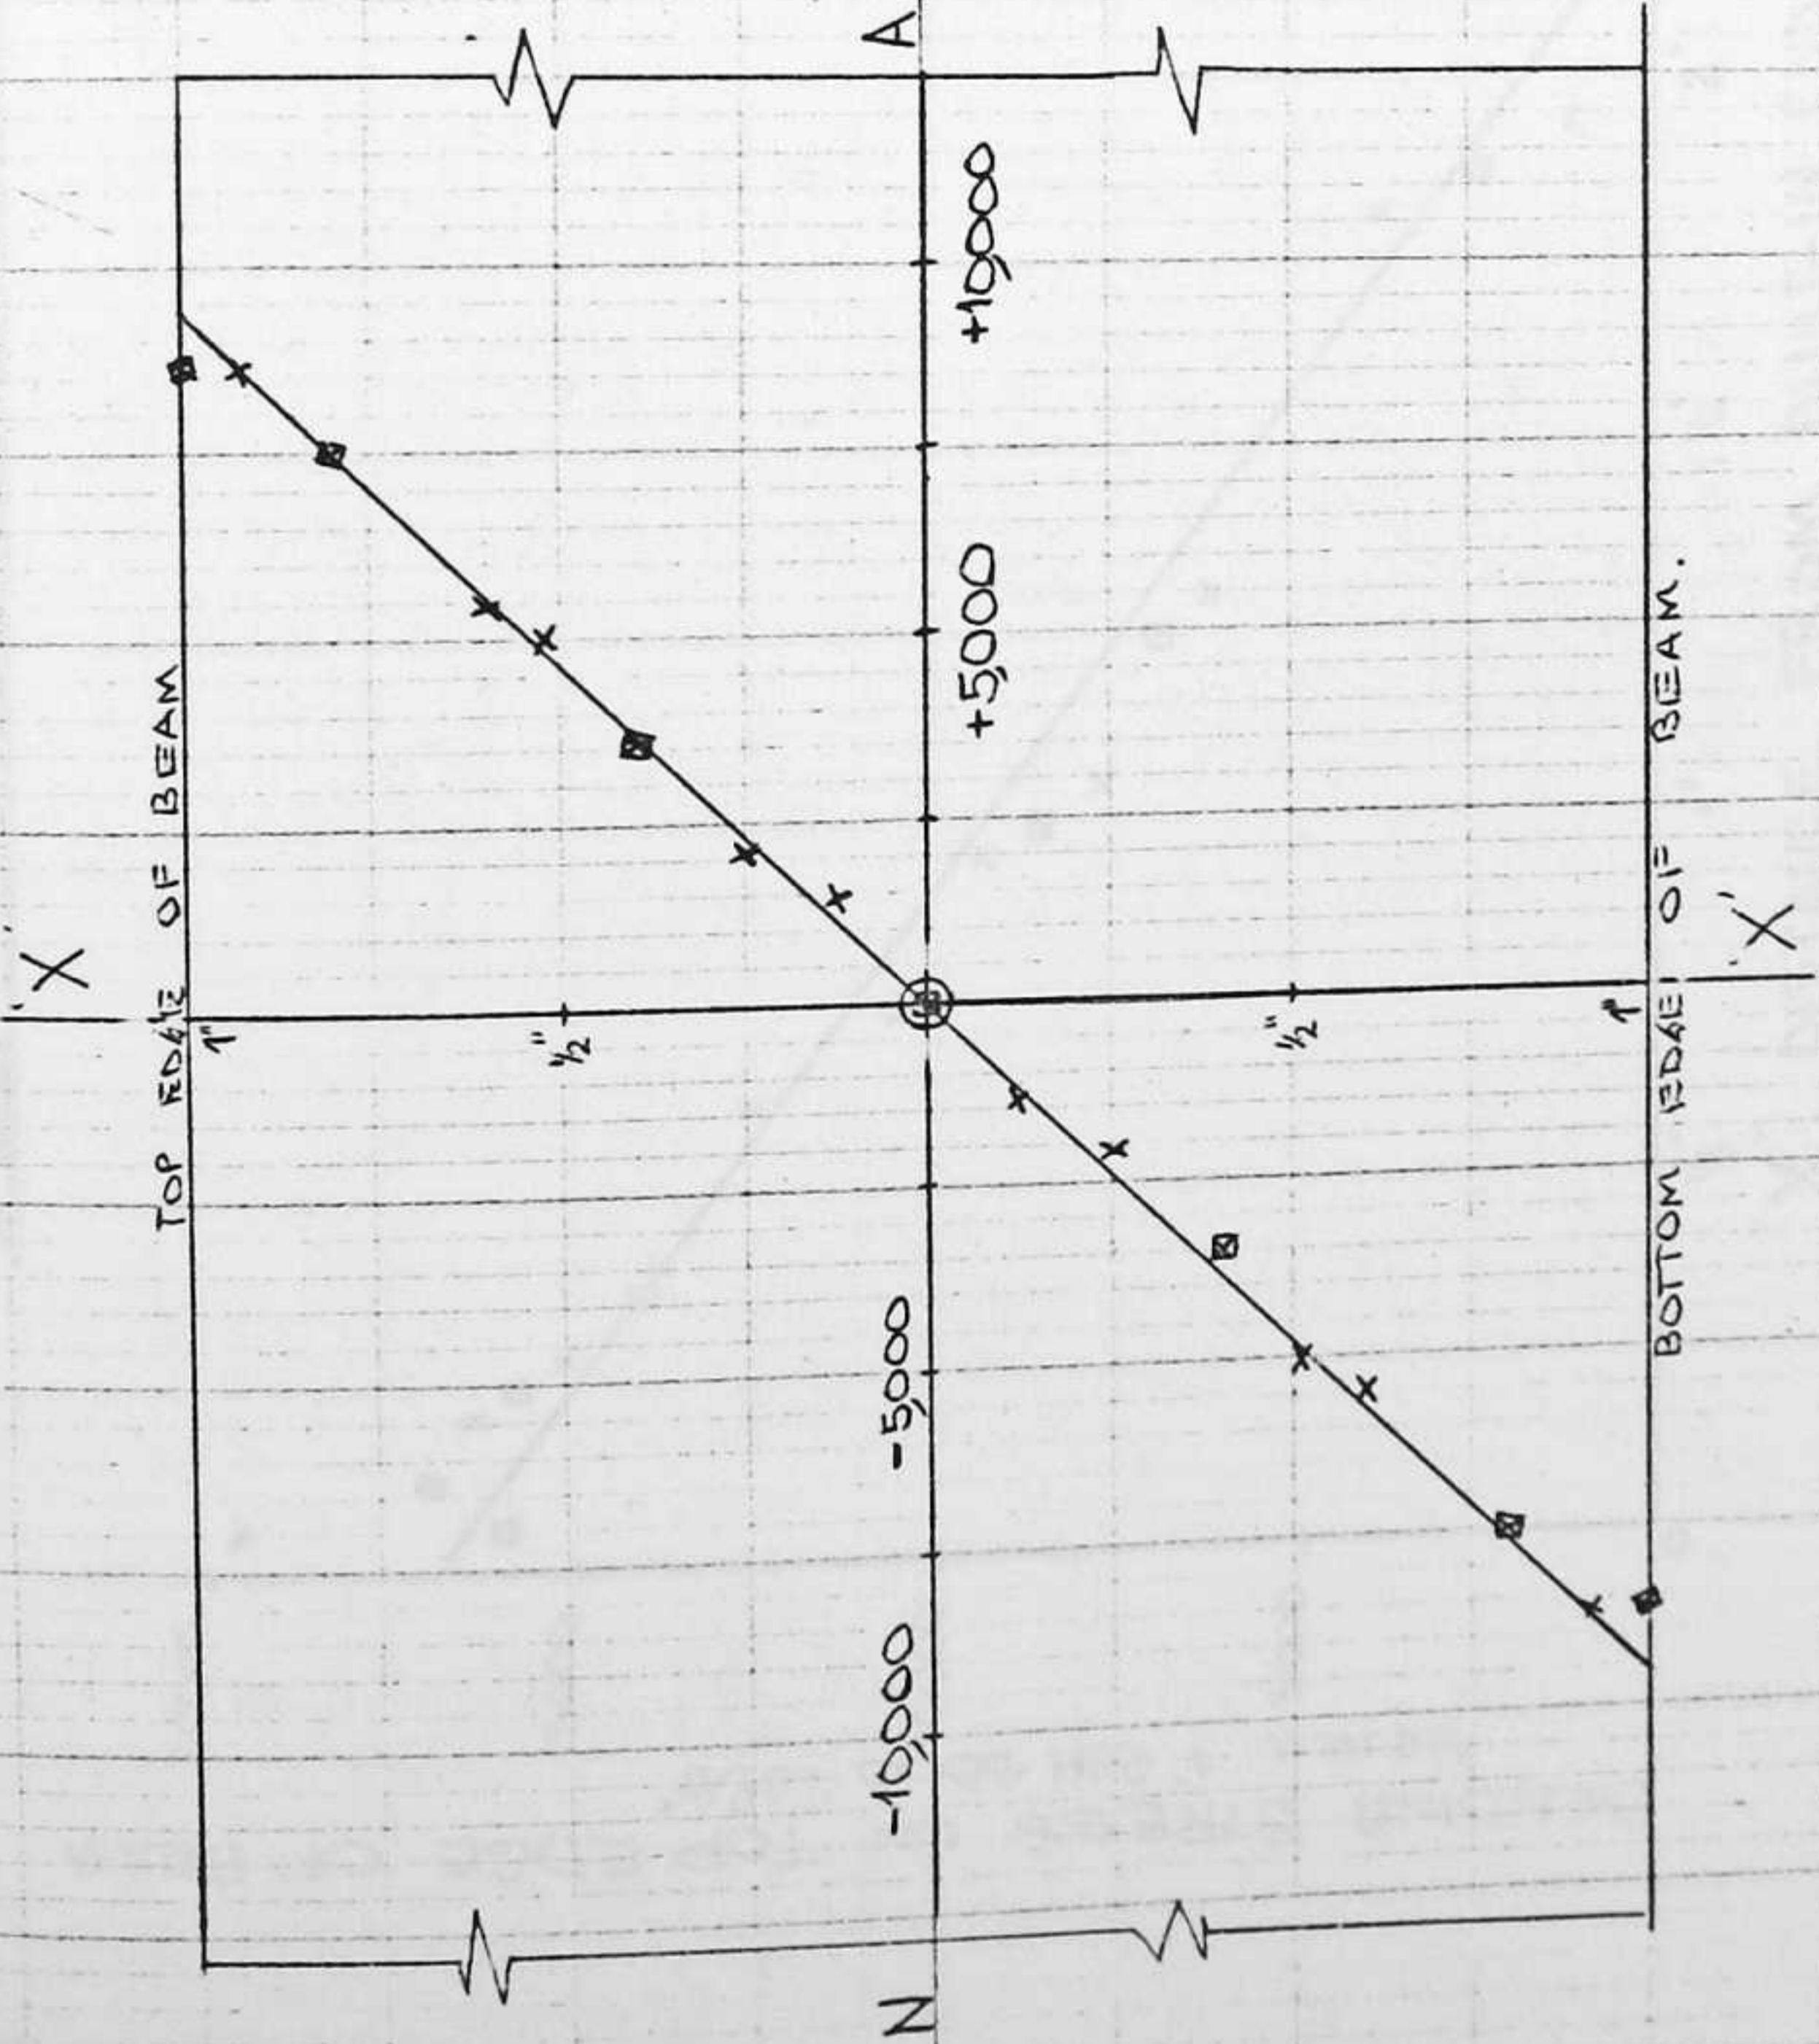 'X'
TOP EDGE OF BEAM
1"
1/2"
N
-10,000
-5,000
+5,000
+10,000
A
1/2"
1"
BOTTOM EDGE OF BEAM.
'X'